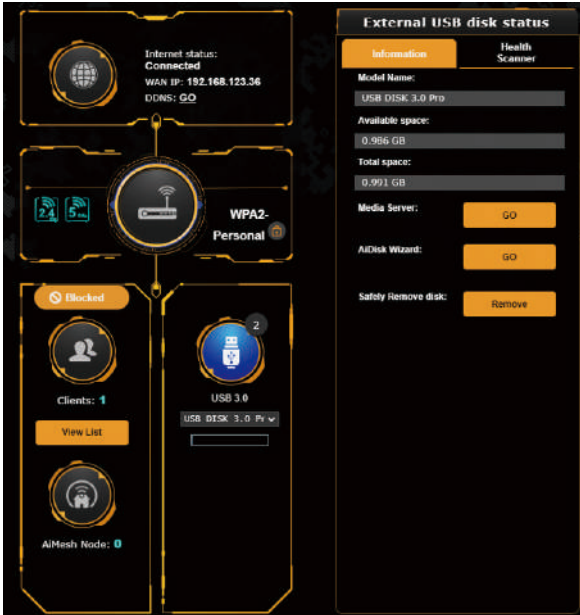 Internet status:
Connected
WAN IP: 192.168.123.36
DDNS: GO
2.4
5
WPA2-
Personal
Blocked
Clients: 1
View List
AiMesh Node: 0
2
USB 3.0
USB DISK 3.0 Pr
External USB disk status
Information
Health
Scanner
Model Name:
USB DISK 3.0 Pro
Available space:
0.986 GB
Total space:
0.991 GB
Media Server:
GO
AiDisk Wizard:
GO
Safely Remove disk:
Remove